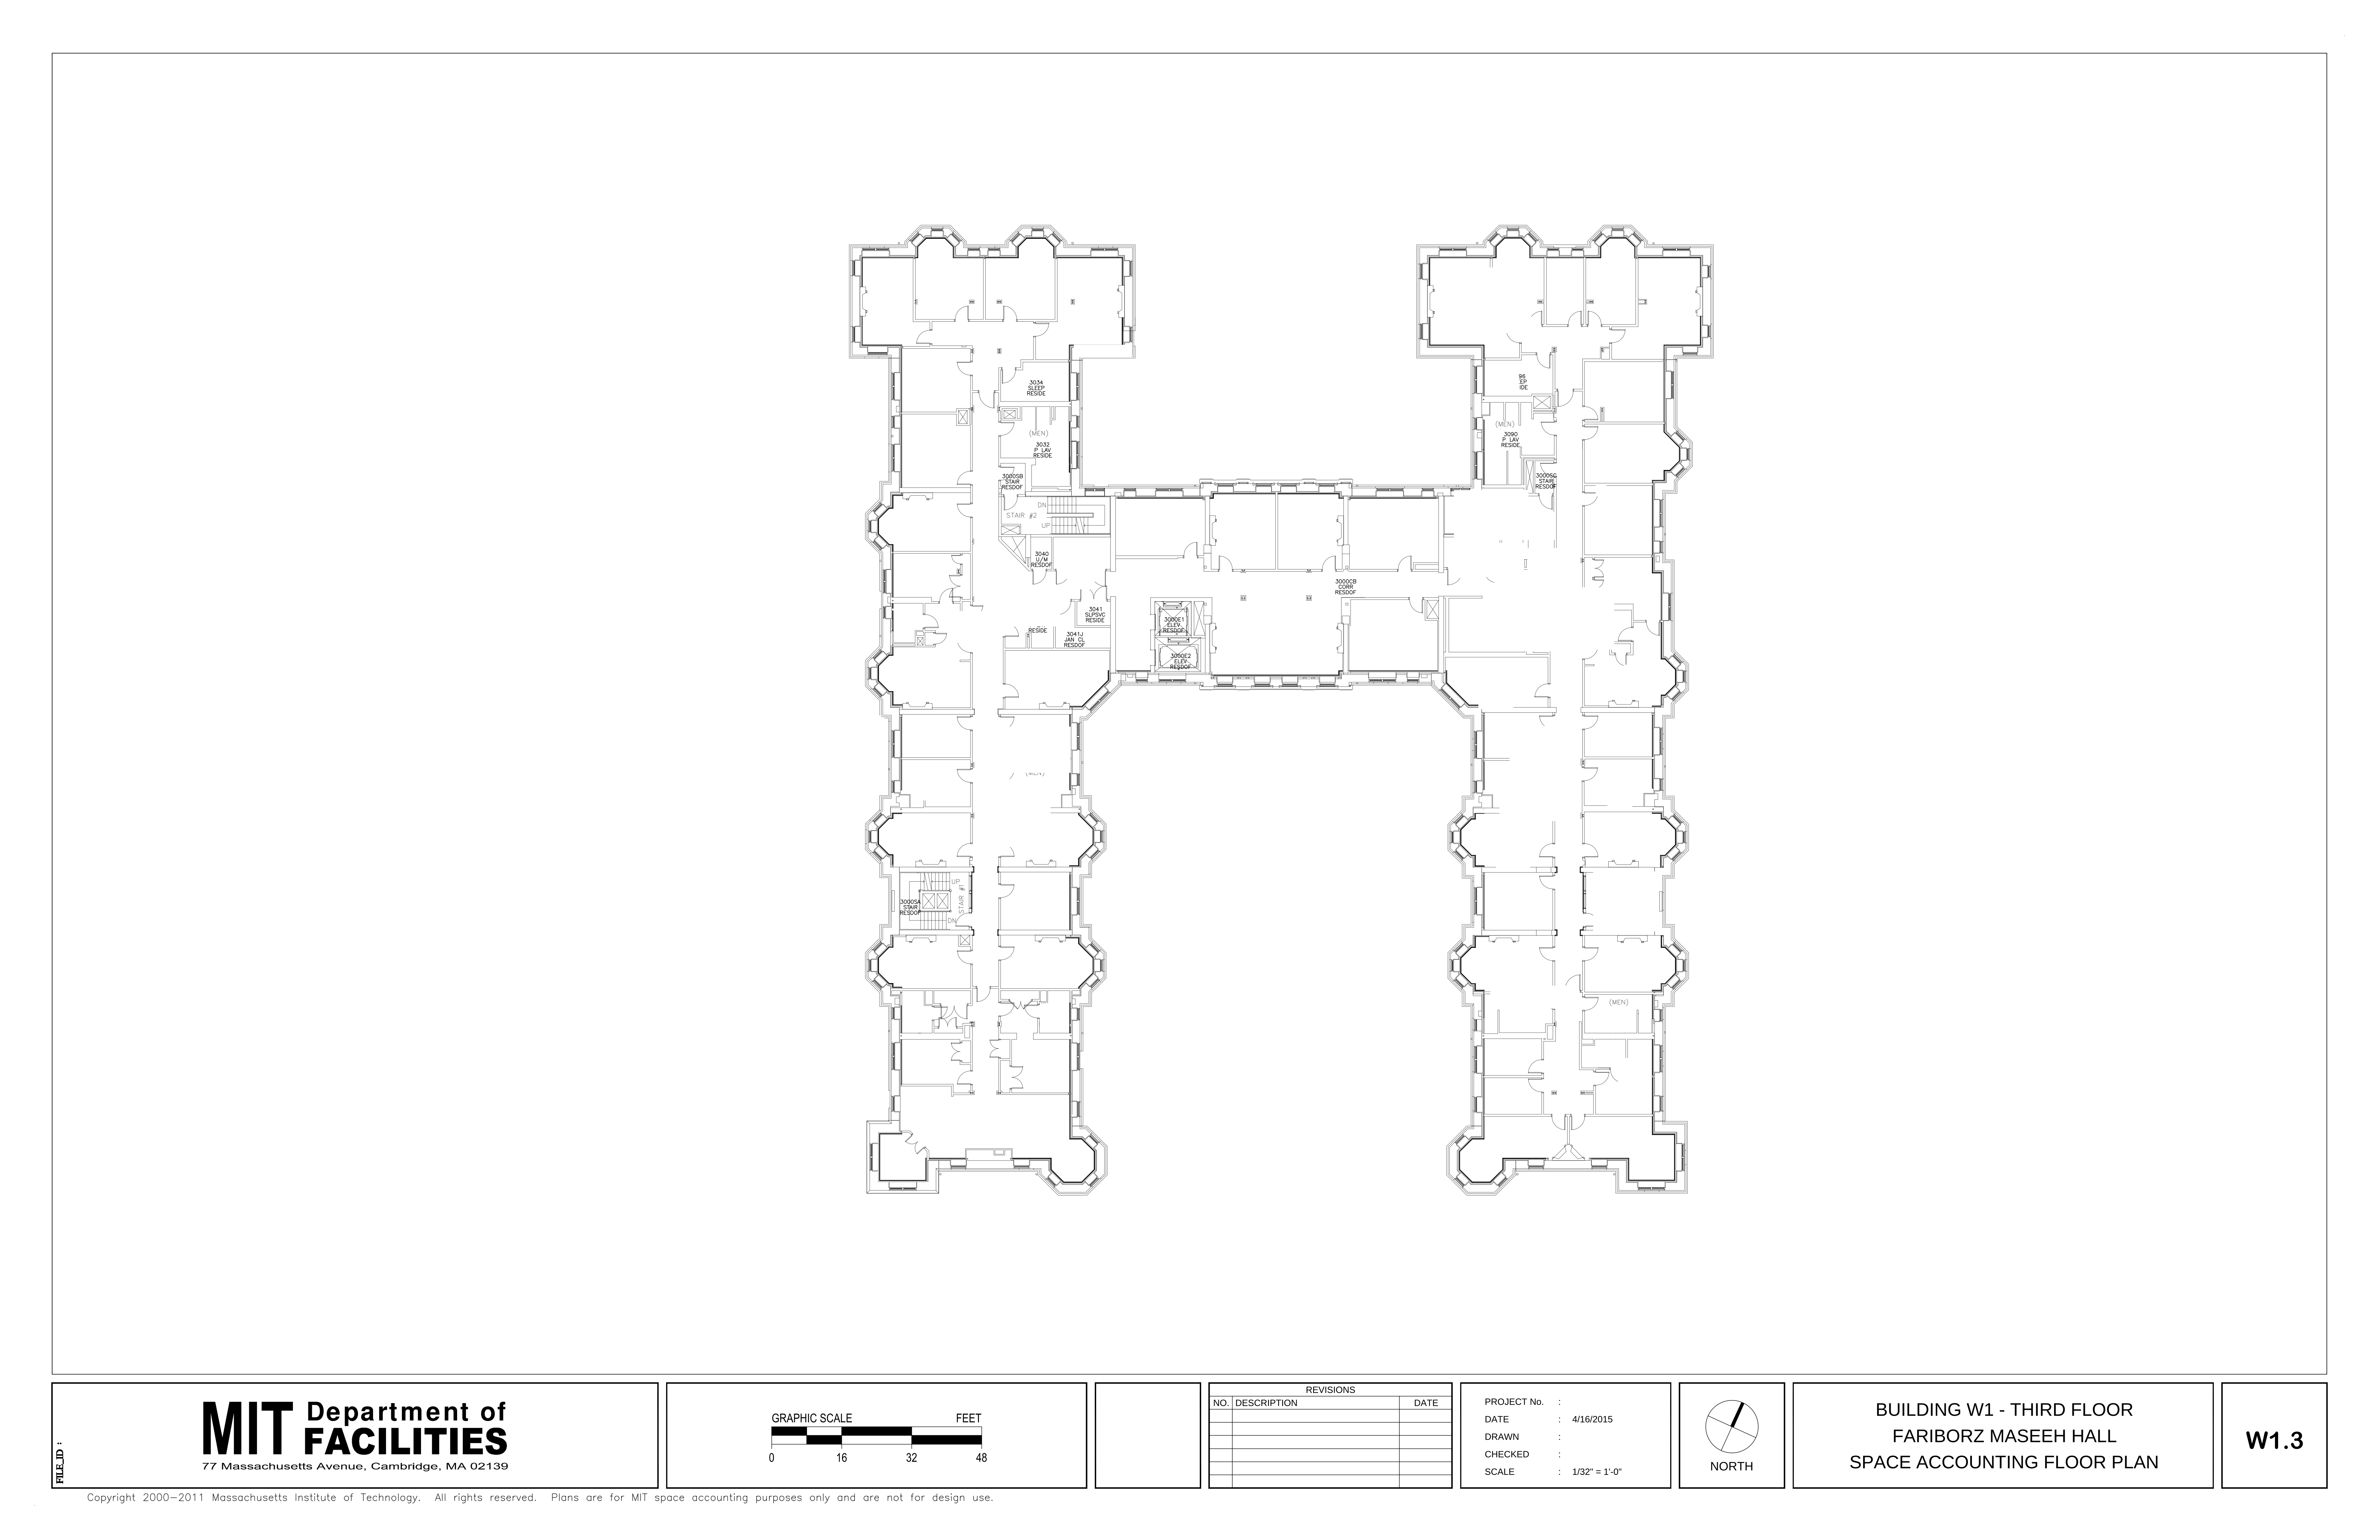 3034
SLEEP
RESIDE
(MEN)
3032
P LAV
RESIDE
3000SB
STAIR
RESDOF
DN
STAIR #2
UP
3040
U/M
RESDOF
3041
SLPSVC
RESIDE
RESIDE
3041J
JAN CL
RESDOF
3000E1
ELEV
RESDOF
3000E2
ELEV
RESDOF
3000CB
CORR
RESDOF
96
EP
IDE
(MEN)
3090
P LAV
RESIDE
3000SC
STAIR
RESDOF
UP
STAIR #1
3000SA
STAIR
RESDOF
DN
(MEN)
FILE_ID :
MIT Department of
FACILITIES
77 Massachusetts Avenue, Cambridge, MA 02139
GRAPHIC SCALE FEET
0 16 32 48
REVISIONS
NO. DESCRIPTION DATE
PROJECT No. :
DATE : 4/16/2015
DRAWN :
CHECKED :
SCALE : 1/32" = 1'-0"
NORTH
BUILDING W1 - THIRD FLOOR
FARIBORZ MASEEH HALL
SPACE ACCOUNTING FLOOR PLAN
W1.3
Copyright 2000-2011 Massachusetts Institute of Technology. All rights reserved. Plans are for MIT space accounting purposes only and are not for design use.